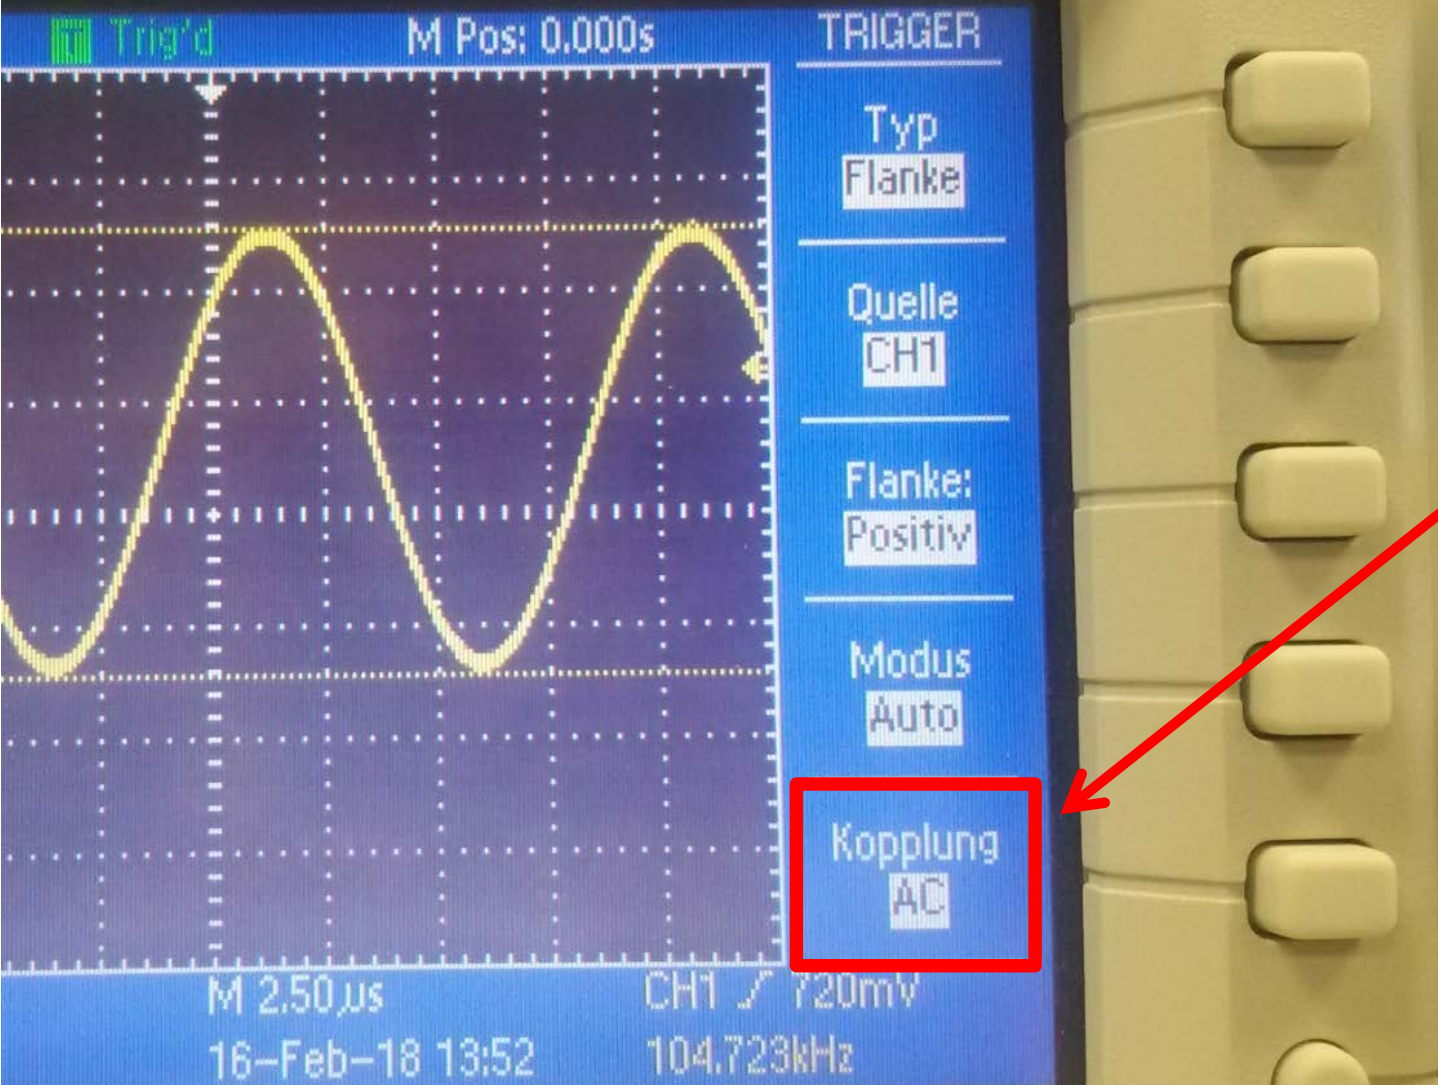 T Trig'd M Pos: 0.000s TRIGGER
Typ
Flanke
Quelle
CH1
Flanke:
Positiv
Modus
Auto
Kopplung
AC
M 2.50µs CH1 720mV
16-Feb-18 13:52 104.723kHz